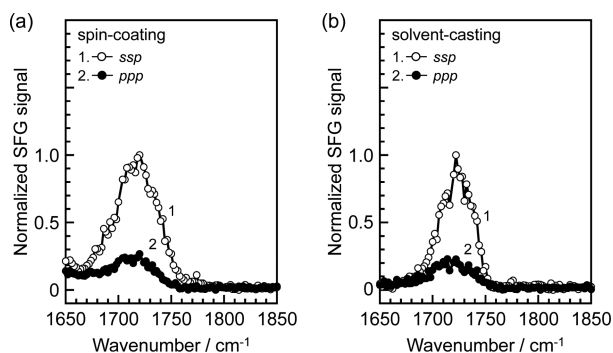 (a)
spin-coating
1. ssp
2. ppp
Normalized SFG signal
1.0
0.5
0
1
2
1650 1700 1750 1800 1850
Wavenumber / cm⁻¹
(b)
solvent-casting
1. ssp
2. ppp
Normalized SFG signal
1.0
0.5
0
1
2
1650 1700 1750 1800 1850
Wavenumber / cm⁻¹